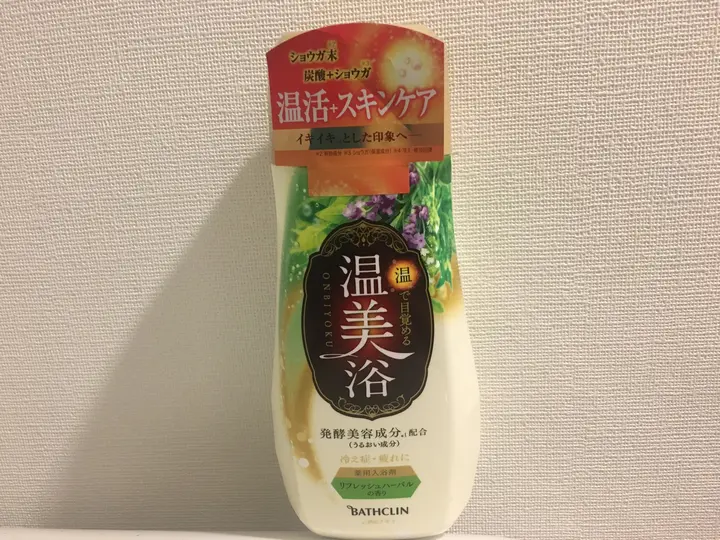 ショウガ末
炭酸+ショウガ
温活+スキンケア
イキイキとした印象へ
温で目覚める
温美浴
ONBIYOKU
発酵美容成分配合
(うるおい成分)
冷え症・疲れに
薬用入浴剤
リフレッシュハーバル
の香り
BATHCLIN